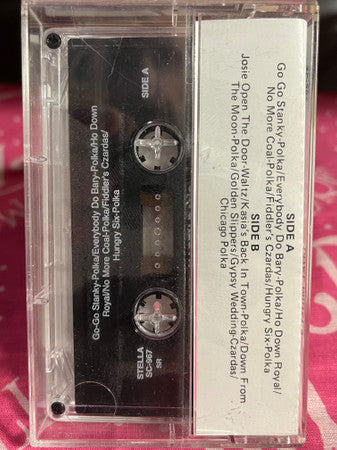 SIDE A
Go Go Stanky-Polka/Everybody Do Bary-Polka/Ho Down Royal/
No More Coal-Polka/Fiddler's Czardas/Hungry Six-Polka
SIDE B
Josie Open The Door-Waltz/Kasia's Back In Town-Polka/Down From
The Moon-Polka/Golden Slippers/Gypsy Wedding-Czardas/
Chicago Polka
SIDE A
Go-Go Stanky-Polka/Everybody Do Bary-Polka/Ho Down
Royal/No More Coal-Polka/Fiddler's Czardas/
Hungry Six-Polka
STELLA
SC-967
SR